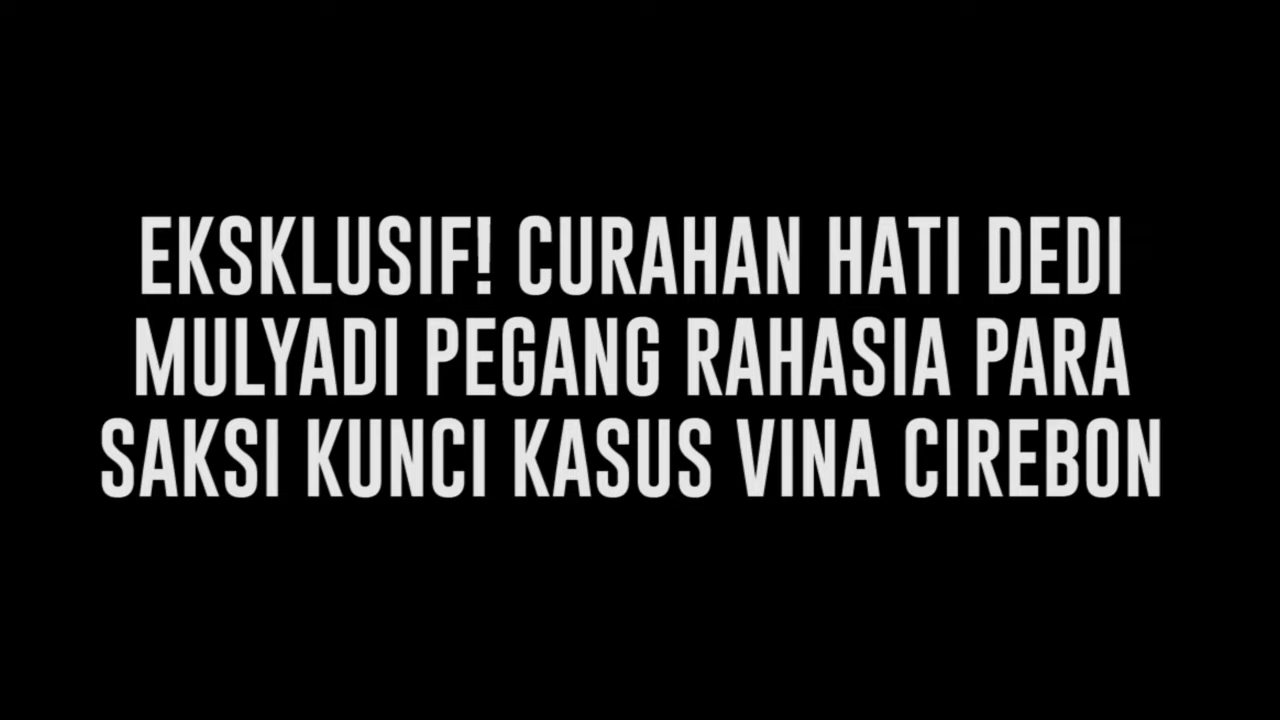 EKSKLUSIF! CURAHAN HATI DEDI
MULYADI PEGANG RAHASIA PARA
SAKSI KUNCI KASUS VINA CIREBON